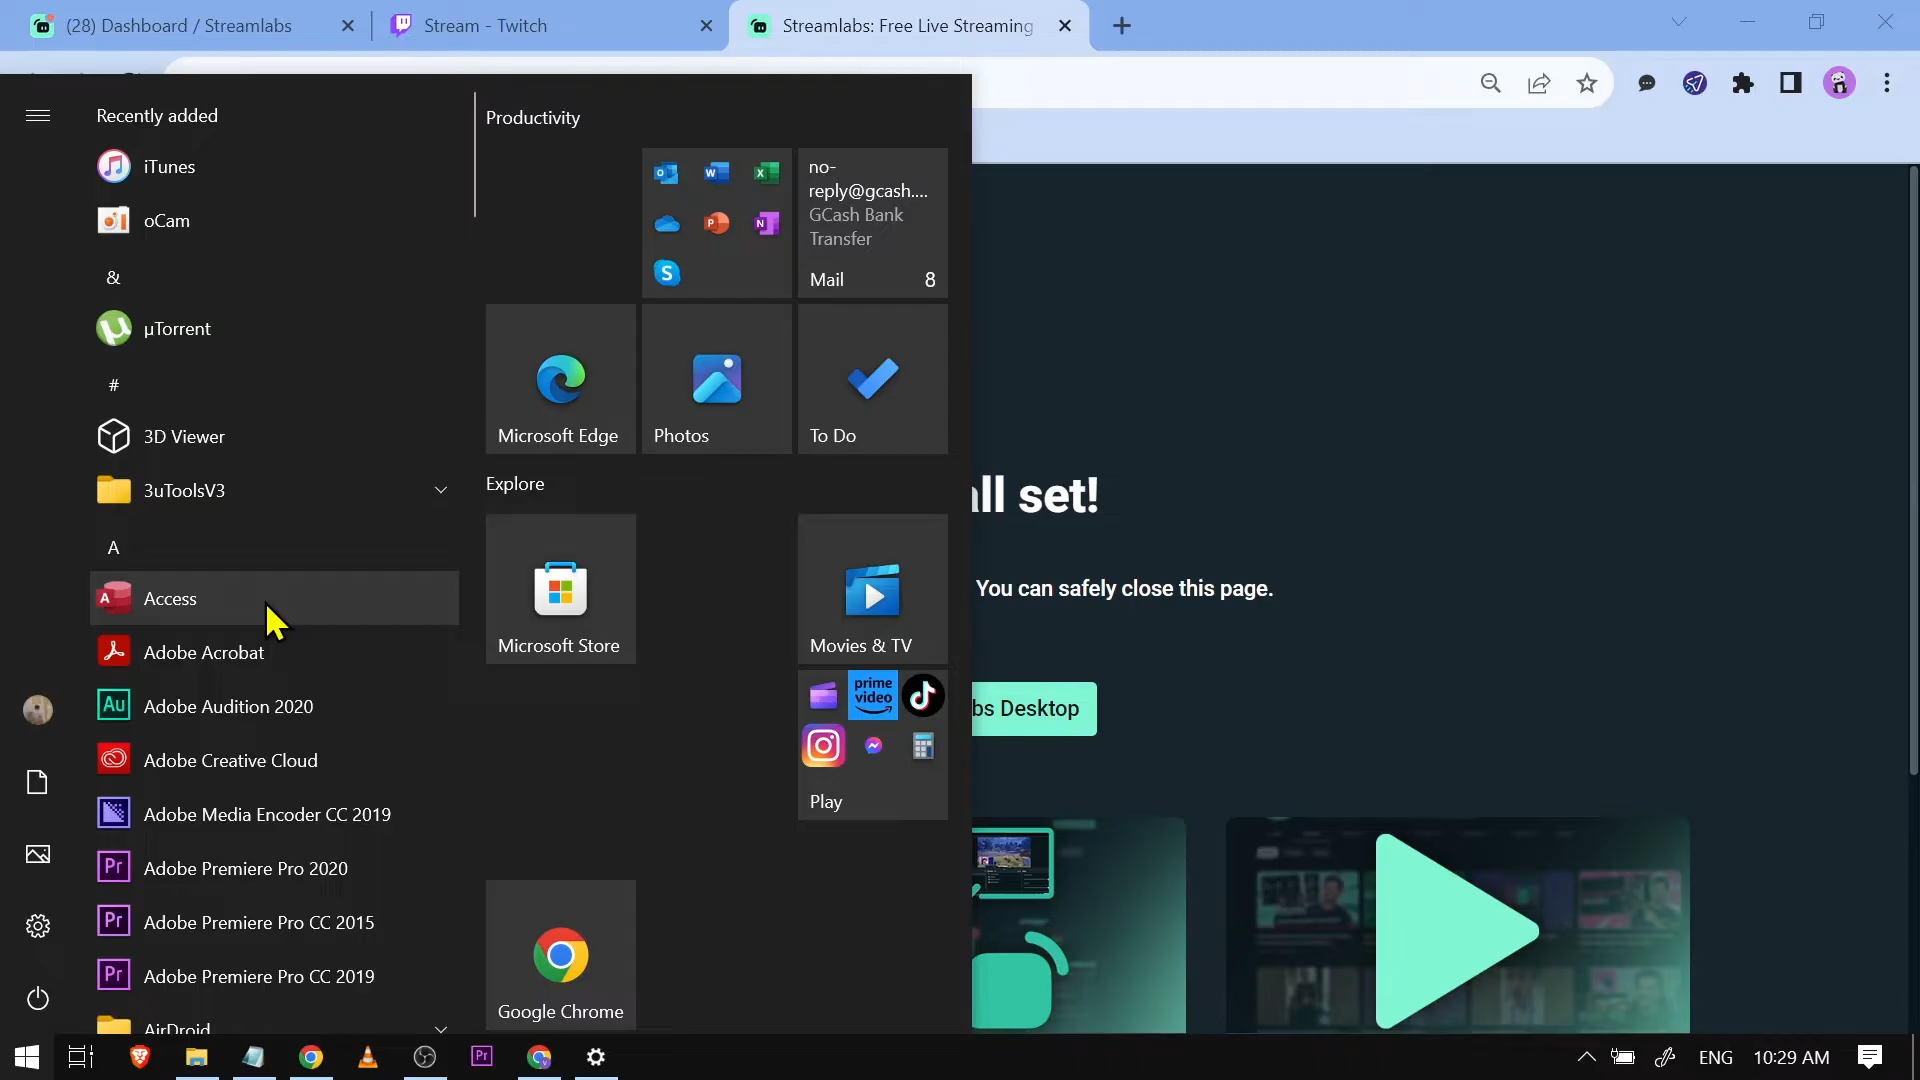 (28) Dashboard / Streamlabs
Stream - Twitch
Streamlabs: Free Live Streaming
Recently added
iTunes
oCam
&
µTorrent
#
3D Viewer
3uToolsV3
A
Access
Adobe Acrobat
Adobe Audition 2020
Adobe Creative Cloud
Adobe Media Encoder CC 2019
Adobe Premiere Pro 2020
Adobe Premiere Pro CC 2015
Adobe Premiere Pro CC 2019
AirDroid
Productivity
no-
reply@gcash....
GCash Bank
Transfer
Mail 8
Microsoft Edge
Photos
To Do
Explore
Microsoft Store
Movies & TV
prime
video
Play
Google Chrome
all set!
You can safely close this page.
bs Desktop
ENG
10:29 AM